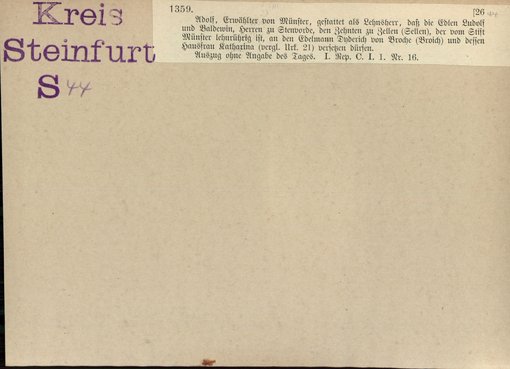 Kreis
Steinfurt
S 44
1359. [26
Adolf, Erwählter von Münster, gestattet als Lehnsherr, daß die Edlen Ludolf
und Baldewin, Herren zu Stenvorde, den Zehnten zu Zellen (Sellen), der vom Stift
Münster lehnrührig ist, an den Edelmann Dyderich von Broche (Broich) und dessen
Hausfrau Katharina (vergl. Urk. 21) versetzen dürfen.
Auszug ohne Angabe des Tages. I. Rep. C. I. 1. Nr. 16.